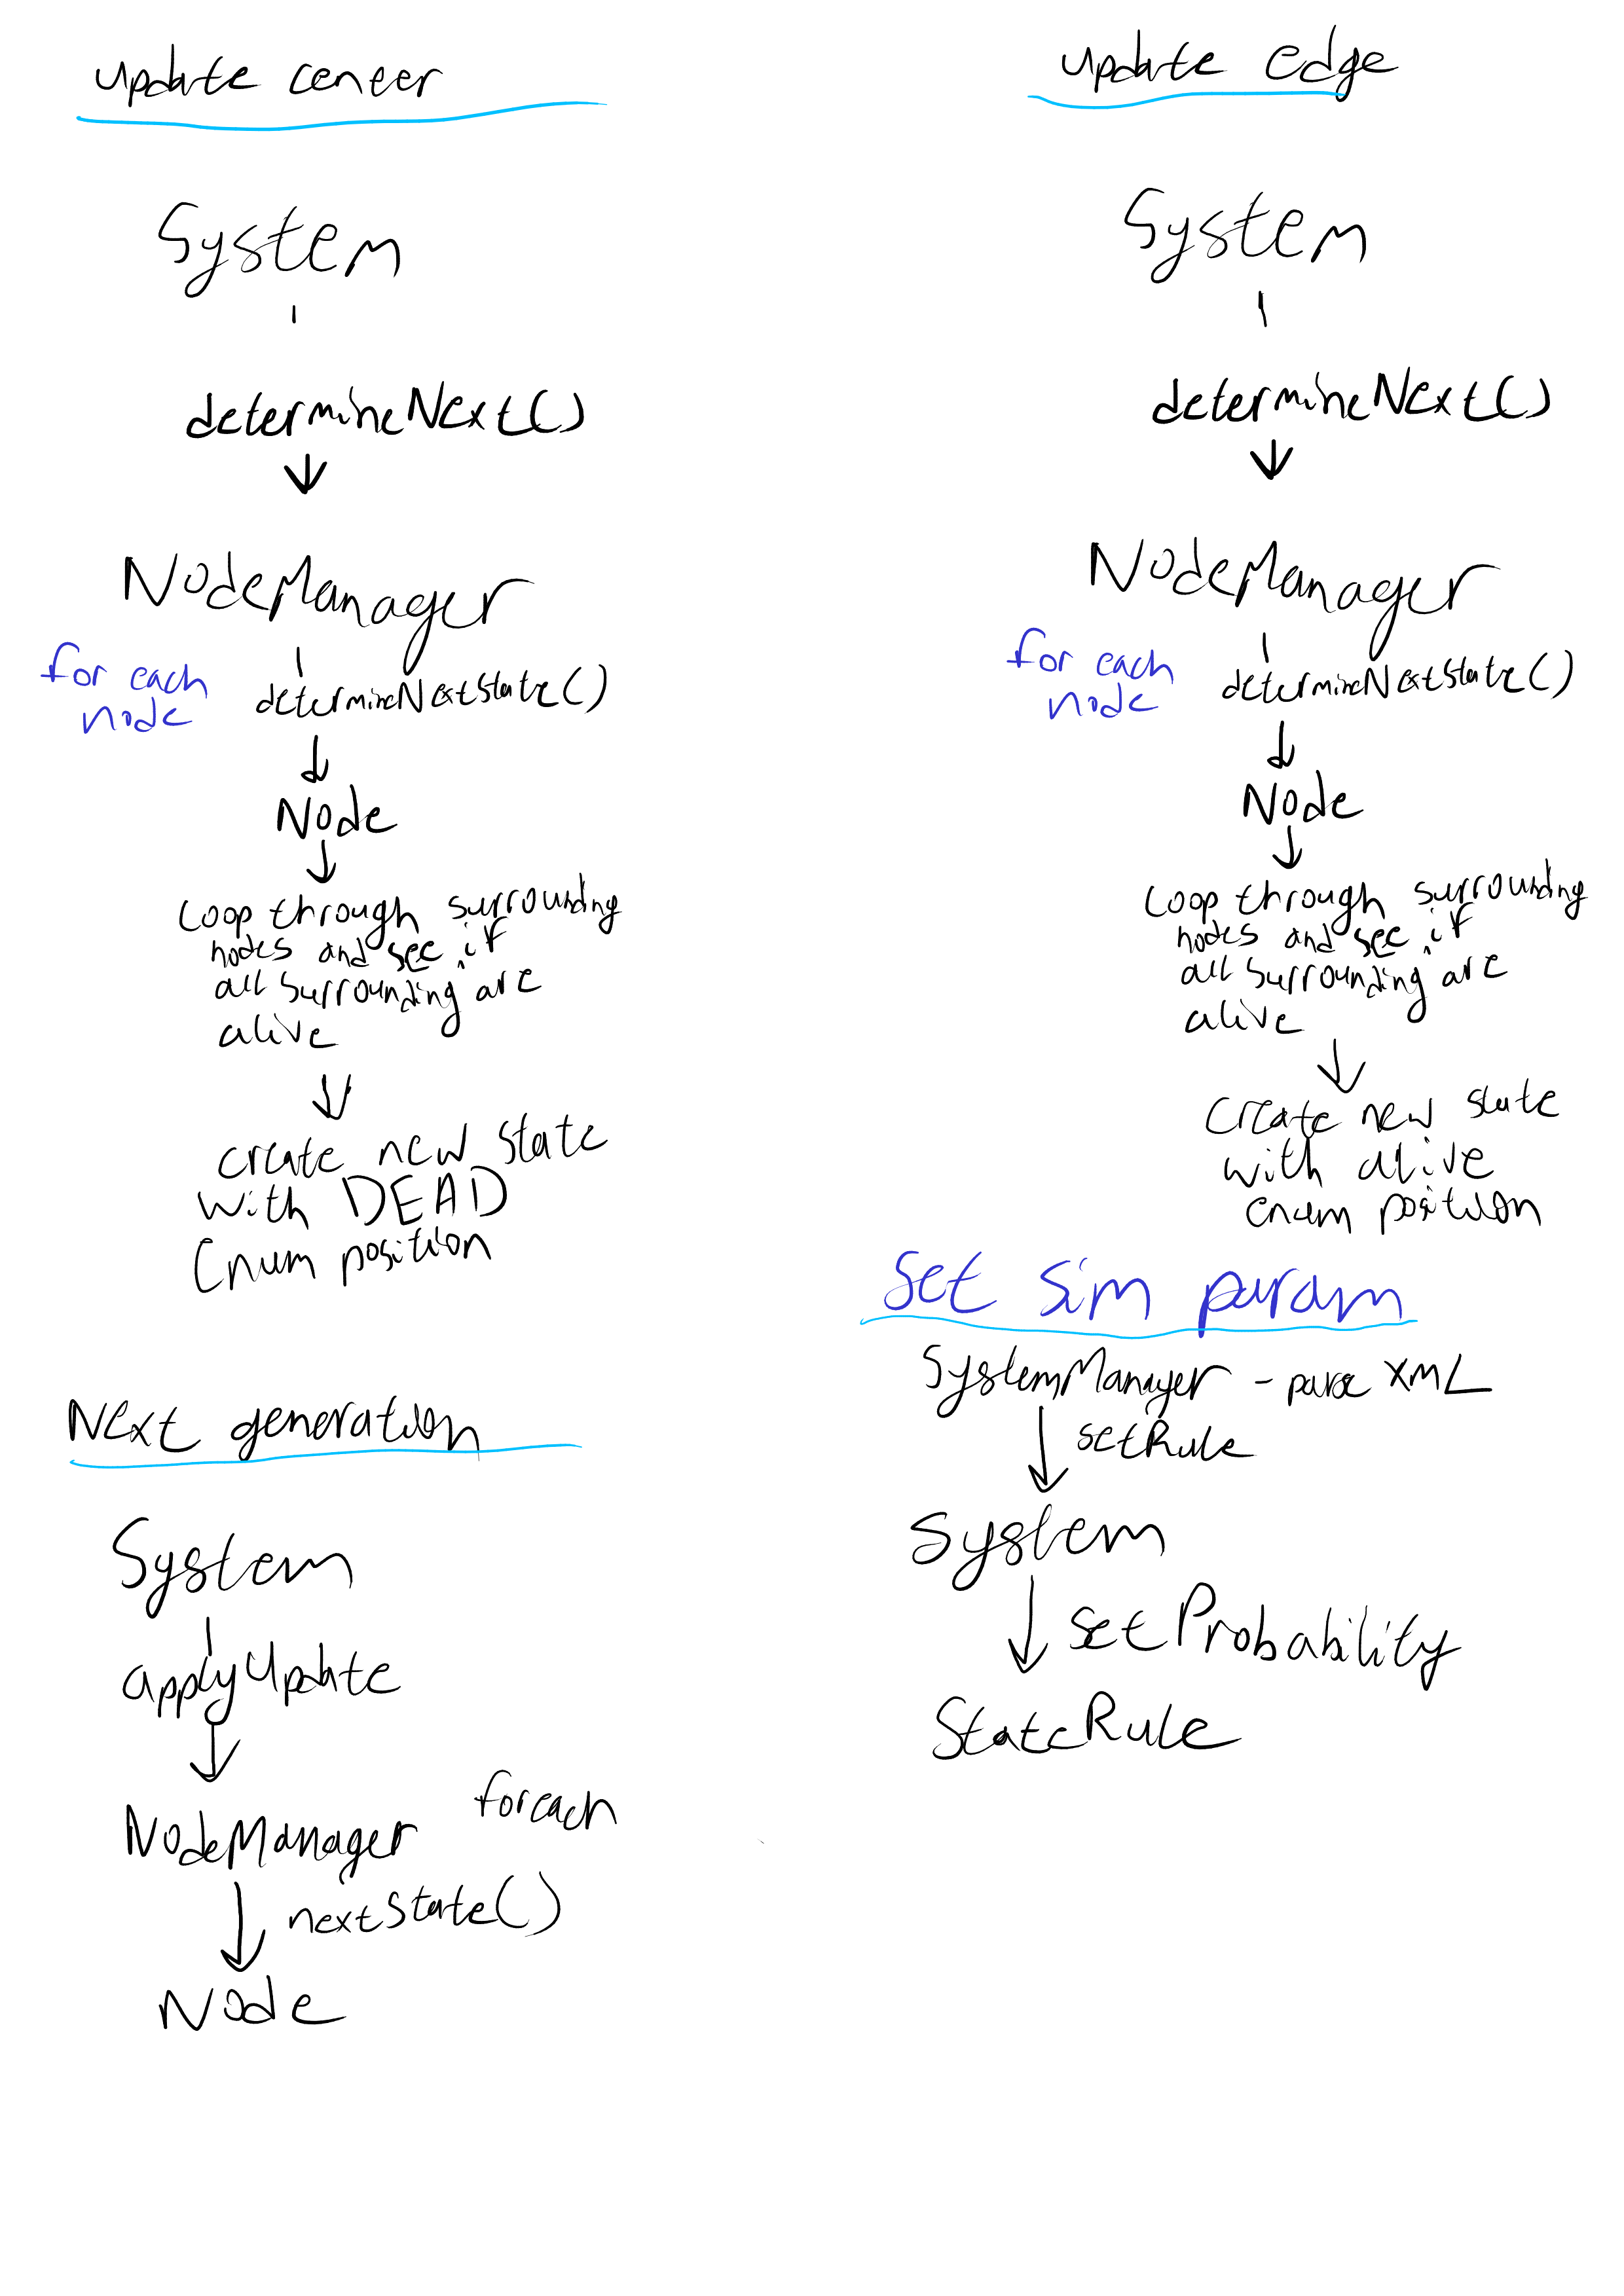 update center
System
determineNext()
NodeManager
for each
node
determineNextState()
Node
Loop through surrounding
nodes and see if
all surrounding are
alive
create new state
with DEAD
Enum position
Next generation
System
applyUpdate
NodeManager foreach
nextState()
Node
update edge
System
determineNext()
NodeManager
for each
node
determineNextState()
Node
Loop through surrounding
nodes and see if
all surrounding are
alive
Create new state
with alive
enum position
Set sim param
SystemManager - parse XML
setRule
System
setProbability
StateRule